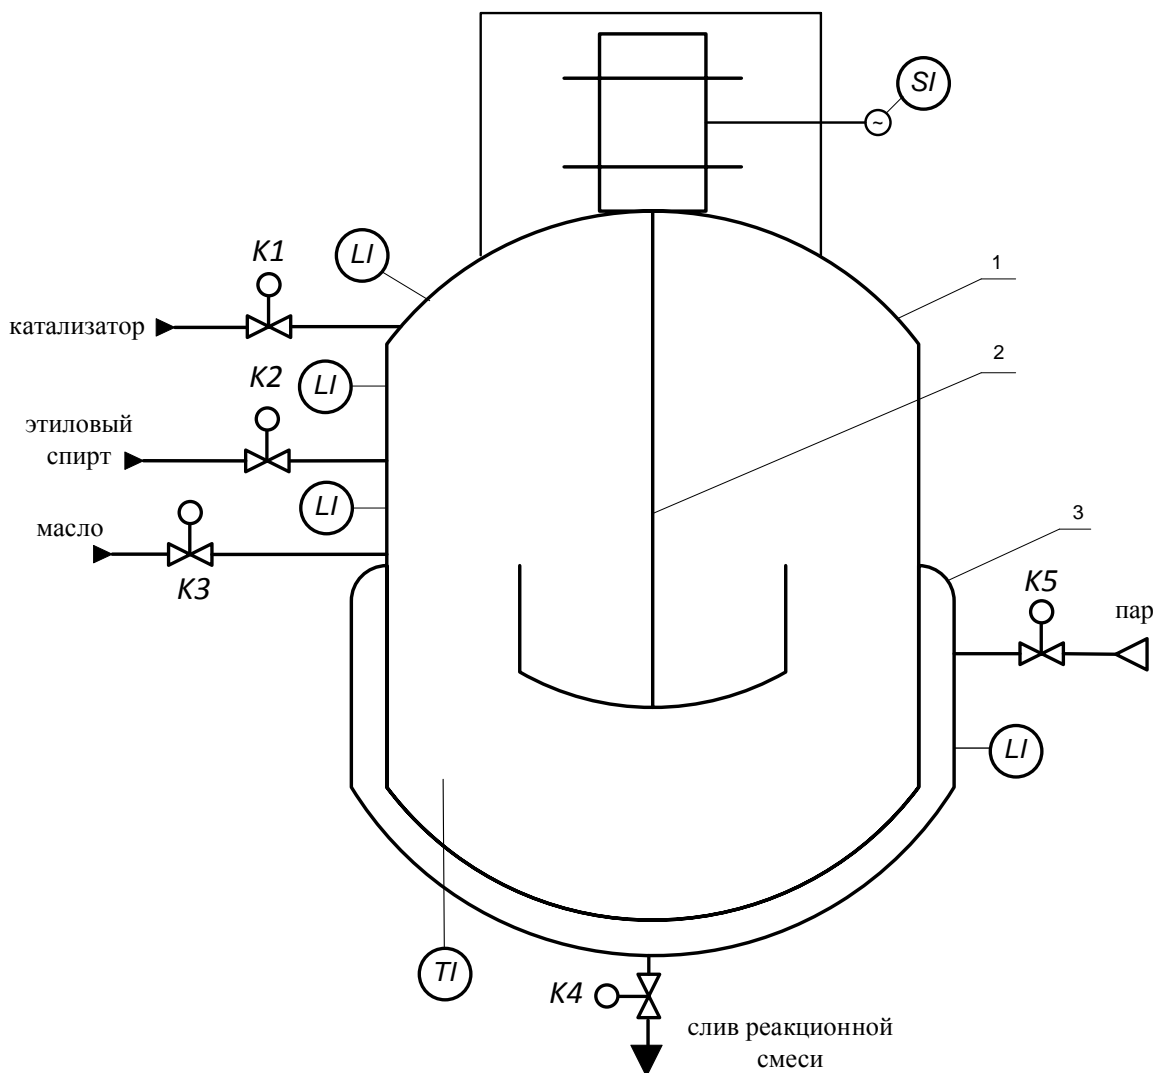 SI
K1
LI
1
катализатор
2
K2
LI
этиловый
спирт
LI
3
масло
K3
K5
пар
LI
TI
K4
слив реакционной
смеси
~